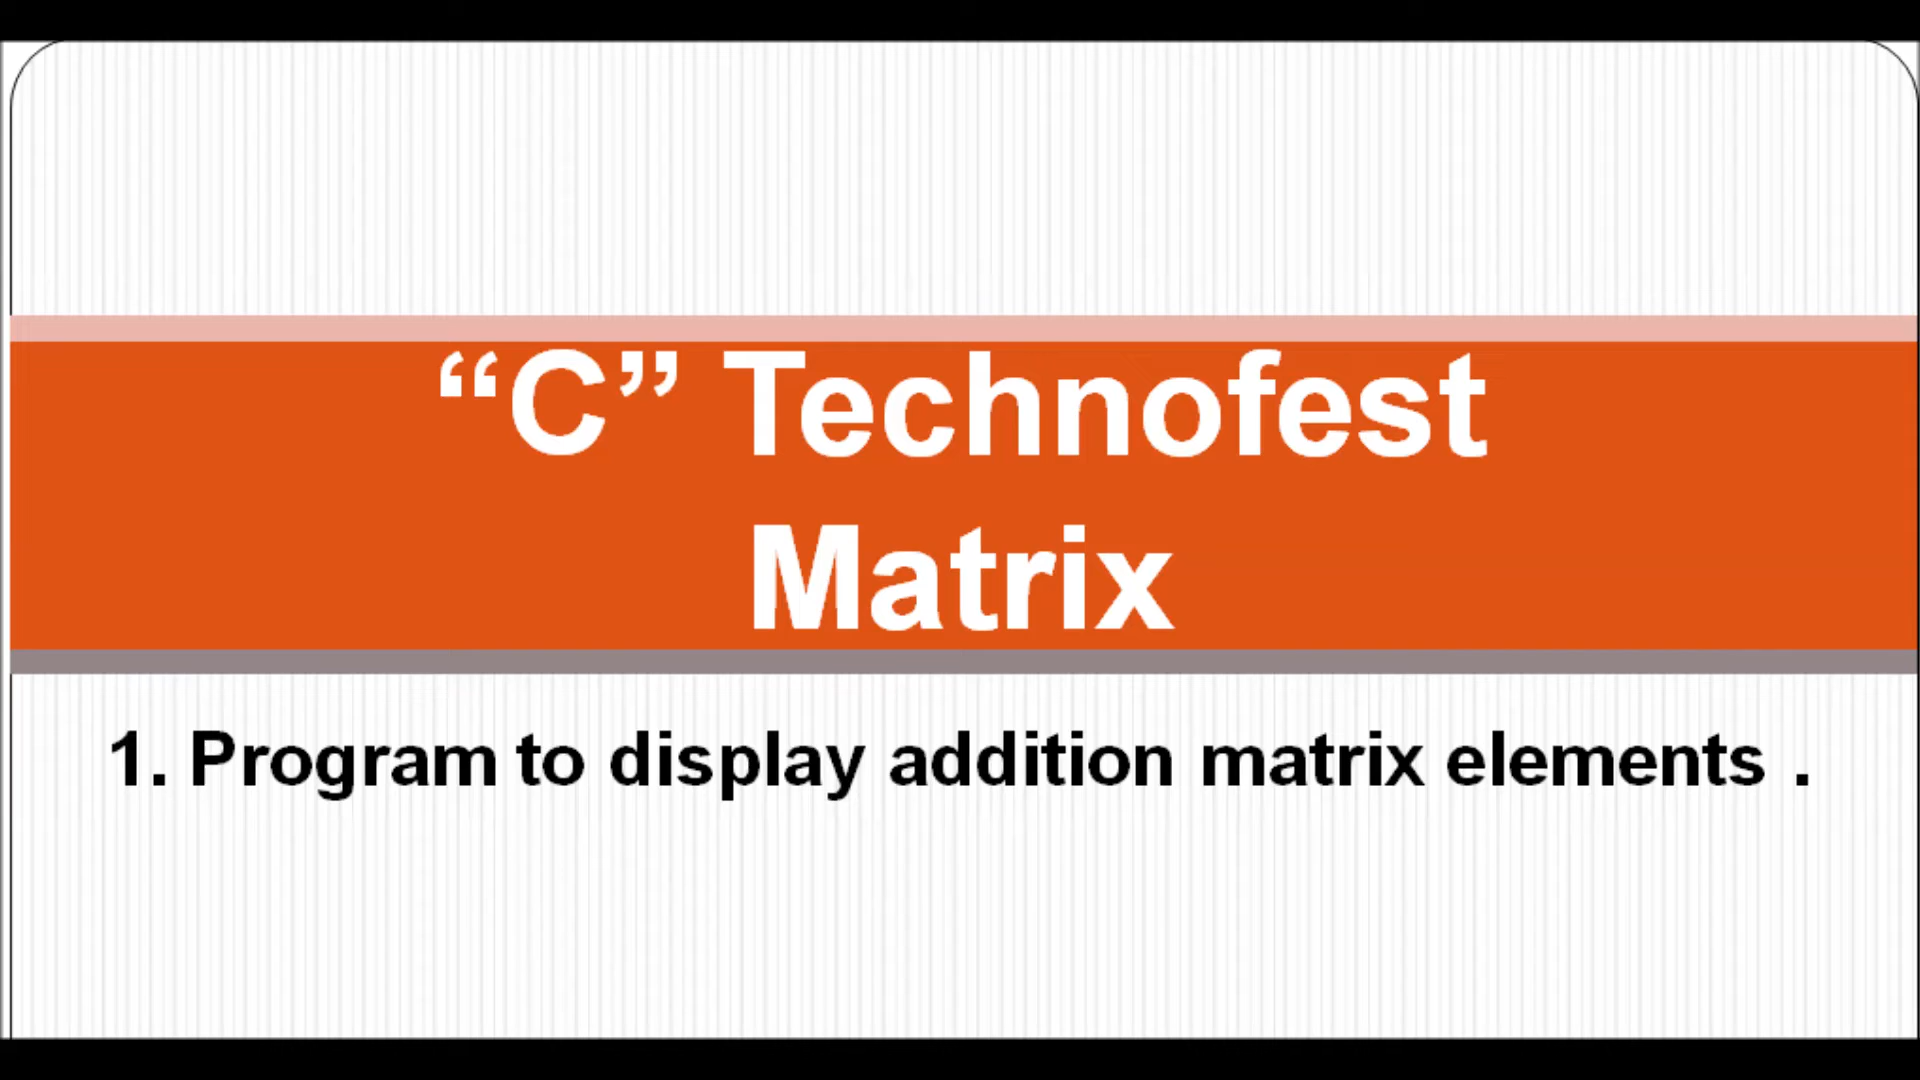 “C” Technofest
Matrix
1. Program to display addition matrix elements .